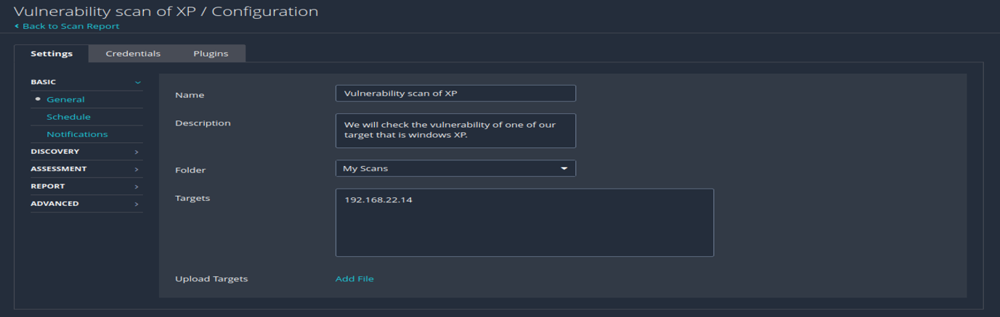 Vulnerability scan of XP / Configuration
Back to Scan Report
Settings
Credentials
Plugins
BASIC
General
Schedule
Notifications
DISCOVERY
ASSESSMENT
REPORT
ADVANCED
Name
Vulnerability scan of XP
Description
We will check the vulnerability of one of our
target that is windows XP.
Folder
My Scans
Targets
192.168.22.14
Upload Targets
Add File